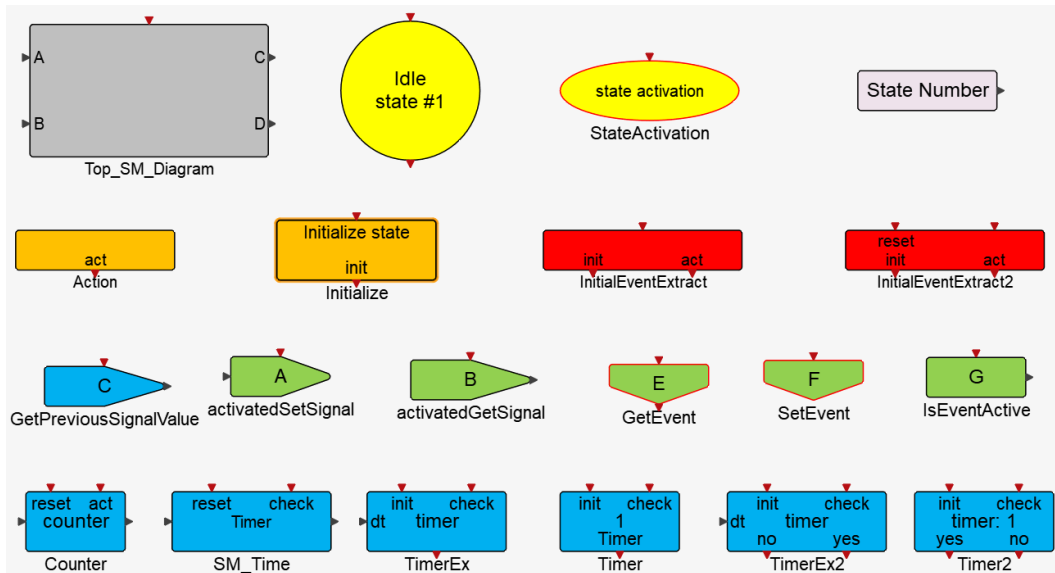 A
C
B
D
Top_SM_Diagram
Idle
state #1
state activation
StateActivation
State Number
act
Action
Initialize state
init
Initialize
init act
InitialEventExtract
reset
init act
InitialEventExtract2
C
GetPreviousSignalValue
A
activatedSetSignal
B
activatedGetSignal
E
GetEvent
F
SetEvent
G
IsEventActive
reset act
counter
Counter
reset check
Timer
SM_Time
init check
dt timer
TimerEx
init check
1
Timer
Timer
init check
dt timer
no yes
TimerEx2
init check
timer: 1
yes no
Timer2